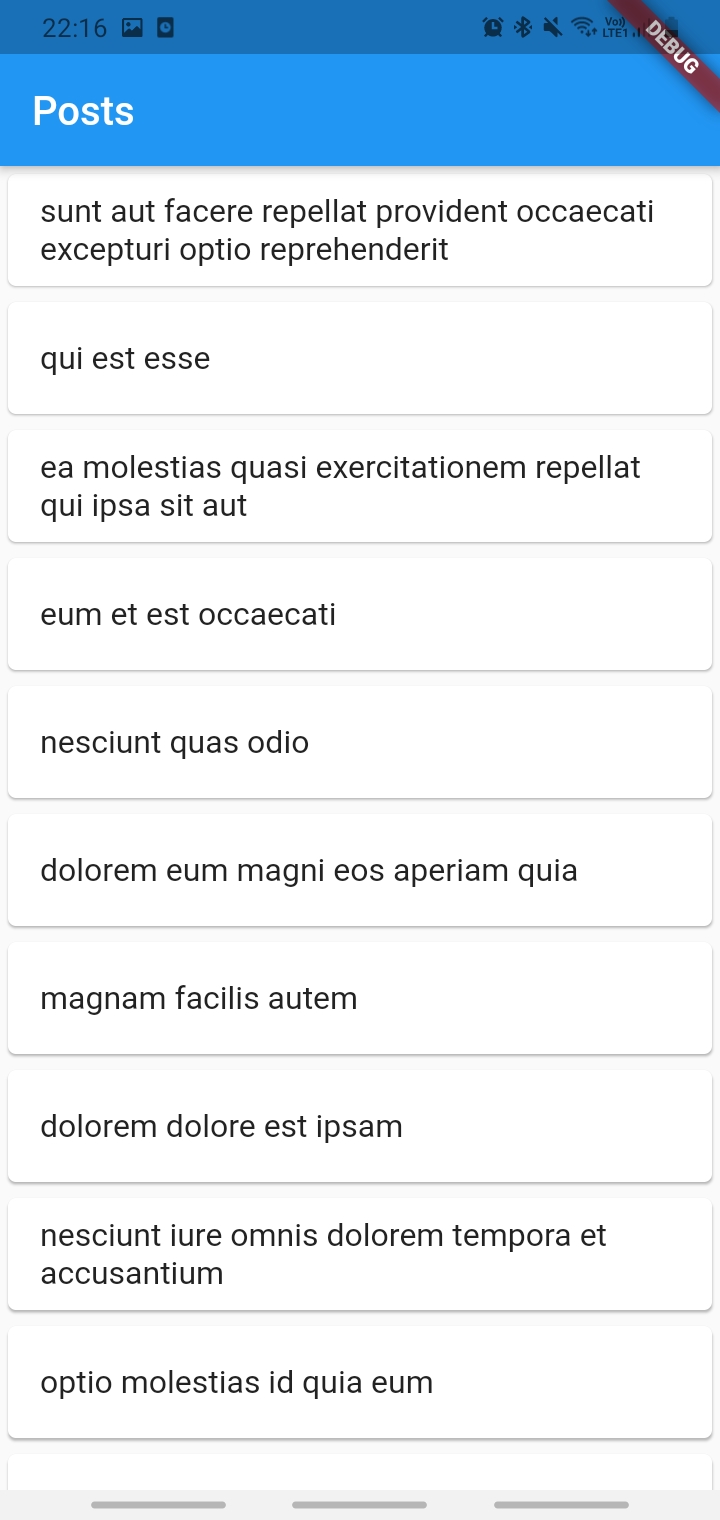 22:16
Vo))
LTE1
DEBUG
Posts
sunt aut facere repellat provident occaecati
excepturi optio reprehenderit
qui est esse
ea molestias quasi exercitationem repellat
qui ipsa sit aut
eum et est occaecati
nesciunt quas odio
dolorem eum magni eos aperiam quia
magnam facilis autem
dolorem dolore est ipsam
nesciunt iure omnis dolorem tempora et
accusantium
optio molestias id quia eum